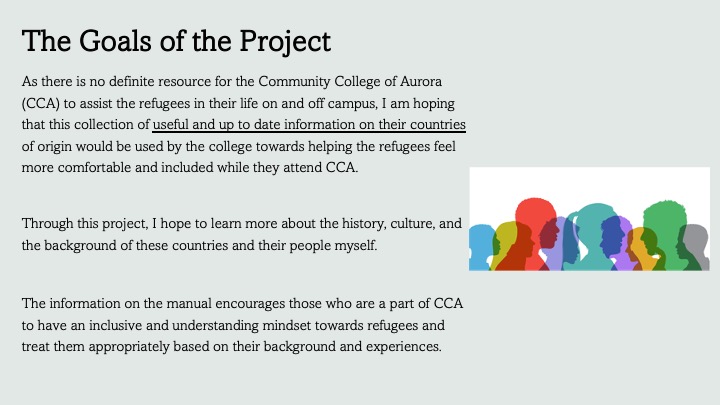 The Goals of the Project
As there is no definite resource for the Community College of Aurora
(CCA) to assist the refugees in their life on and off campus, I am hoping
that this collection of useful and up to date information on their countries
of origin would be used by the college towards helping the refugees feel
more comfortable and included while they attend CCA.
Through this project, I hope to learn more about the history, culture, and
the background of these countries and their people myself.
The information on the manual encourages those who are a part of CCA
to have an inclusive and understanding mindset towards refugees and
treat them appropriately based on their background and experiences.